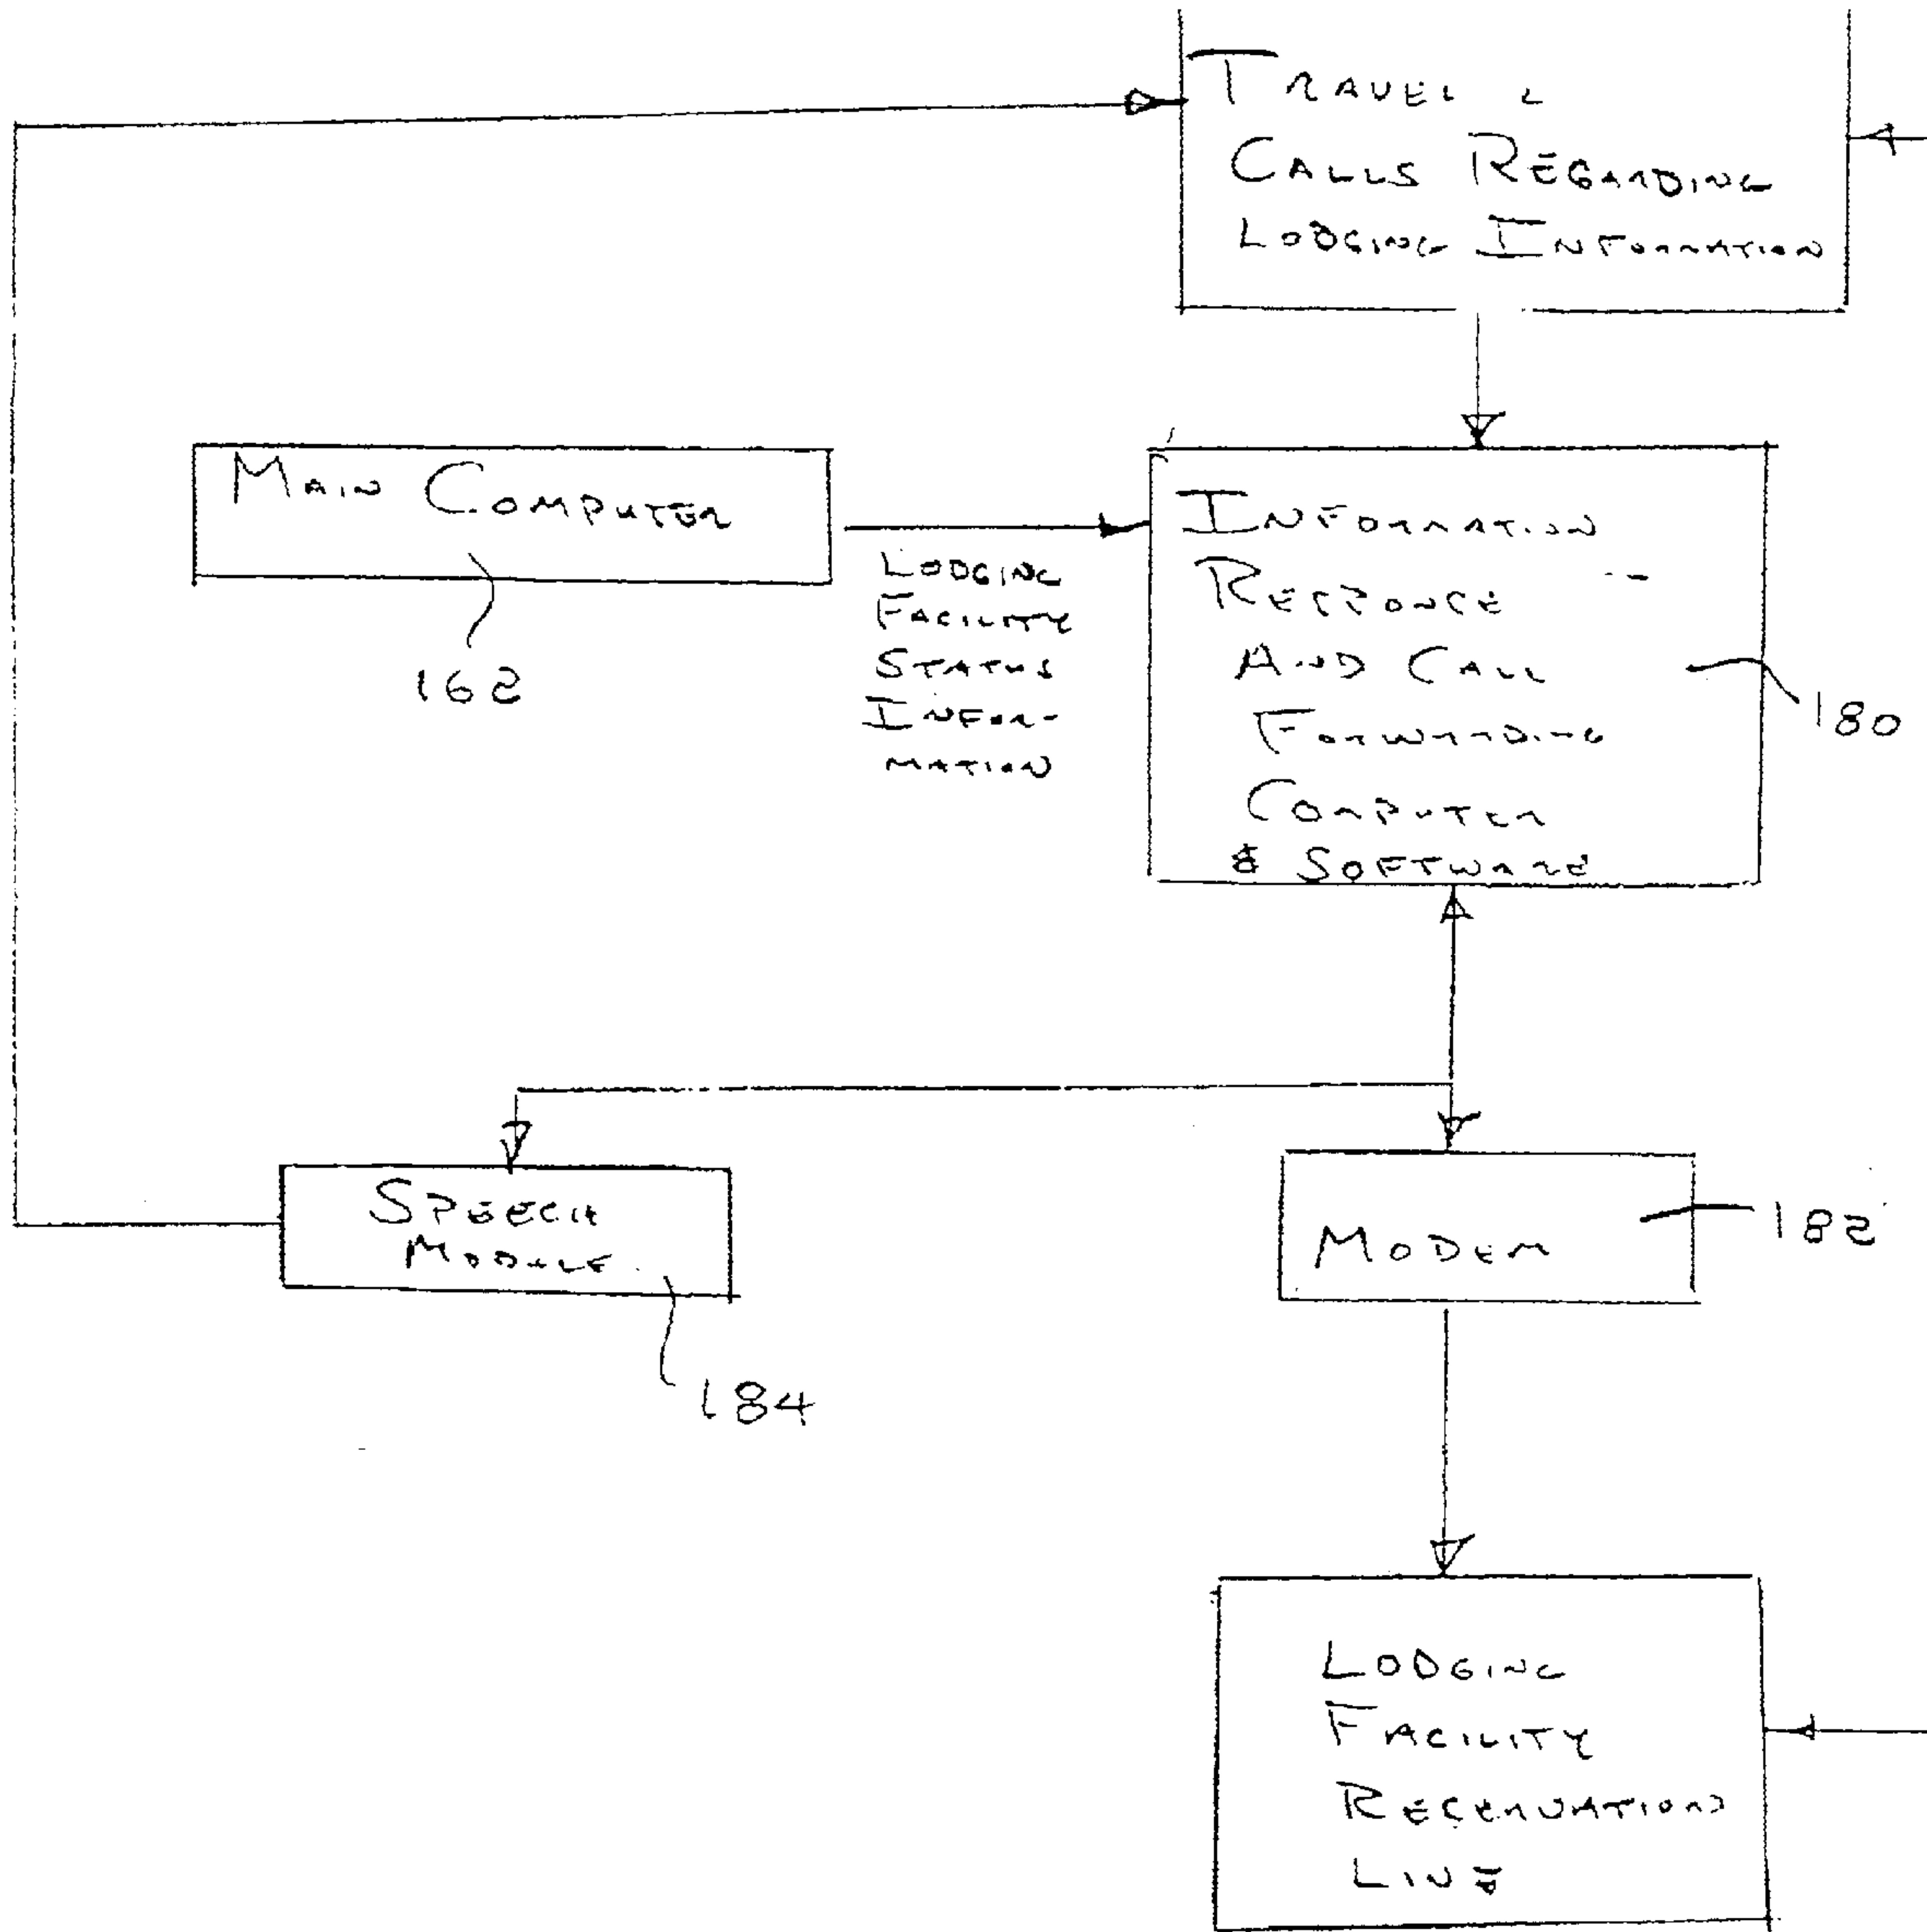 TRAVEL
CALLS REGARDING
LODGING INFORMATION
MAIN COMPUTER
162
LODGING
FACILITY
STATUS
INFOR-
MATION
INFORMATION
RESPONSE
AND CALL
FORWARDING
COMPUTER
& SOFTWARE
180
SPEECH
MODULE
184
MODEM
182
LODGING
FACILITY
RESERVATIONS
LINE